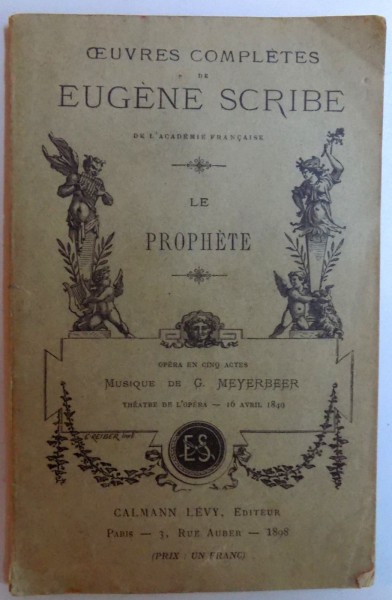 ŒUVRES COMPLÈTES
DE
EUGÈNE SCRIBE
DE L'ACADÉMIE FRANÇAISE
LE
PROPHÈTE
OPÉRA EN CINQ ACTES
MUSIQUE DE G. MEYERBEER
THÉATRE DE L'OPÉRA — 16 AVRIL 1849
ES
CALMANN LÉVY, ÉDITEUR
PARIS — 3, RUE AUBER — 1898
(PRIX : UN FRANC)